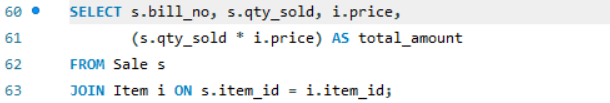 60 SELECT s.bill_no, s.qty_sold, i.price,
61 (s.qty_sold * i.price) AS total_amount
62 FROM Sale s
63 JOIN Item i ON s.item_id = i.item_id;